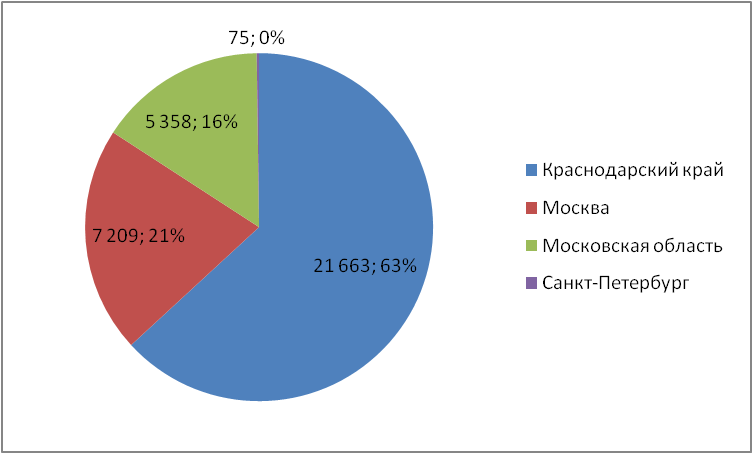 75; 0%
5 358; 16%
7 209; 21%
21 663; 63%
Краснодарский край
Москва
Московская область
Санкт-Петербург